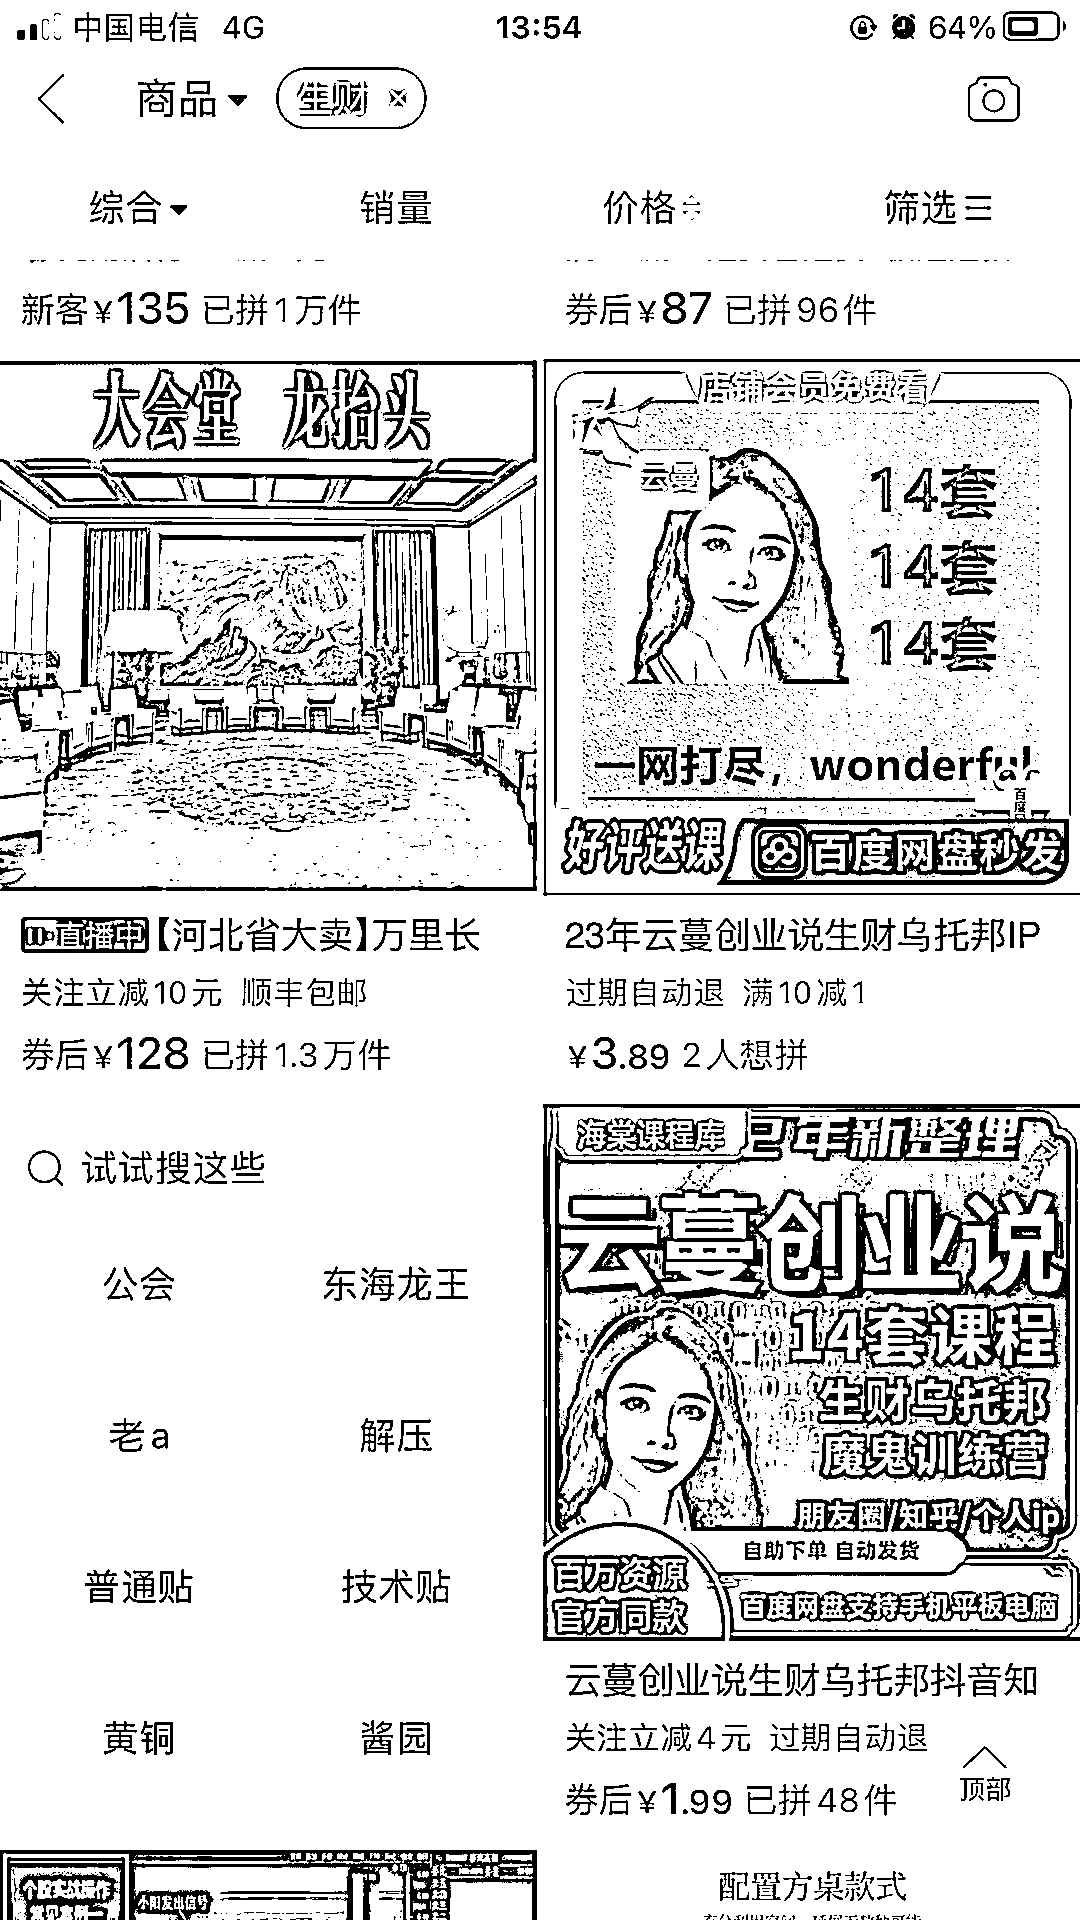 中国电信 4G 13:54 64%
商品 生财
综合 销量 价格 筛选
新客¥135 已拼1万件
券后¥87 已拼96件
大会堂 龙抬头
直播中【河北省大卖】万里长
关注立减10元 顺丰包邮
券后¥128 已拼1.3万件
店铺会员免费看
云蔓
14套
14套
14套
一网打尽，wonderful
好评送课 百度网盘秒发
23年云蔓创业说生财乌托邦IP
过期自动退 满10减1
¥3.89 2人想拼
试试搜这些
公会 东海龙王
老a 解压
普通贴 技术贴
黄铜 酱园
海棠课程库
年新整理
云蔓创业说
14套课程
生财乌托邦
魔鬼训练营
朋友圈/知乎/个人ip
自助下单 自动发货
百万资源
官方同款
百度网盘支持手机平板电脑
云蔓创业说生财乌托邦抖音知
关注立减4元 过期自动退
券后¥1.99 已拼48件
顶部
配置方桌款式